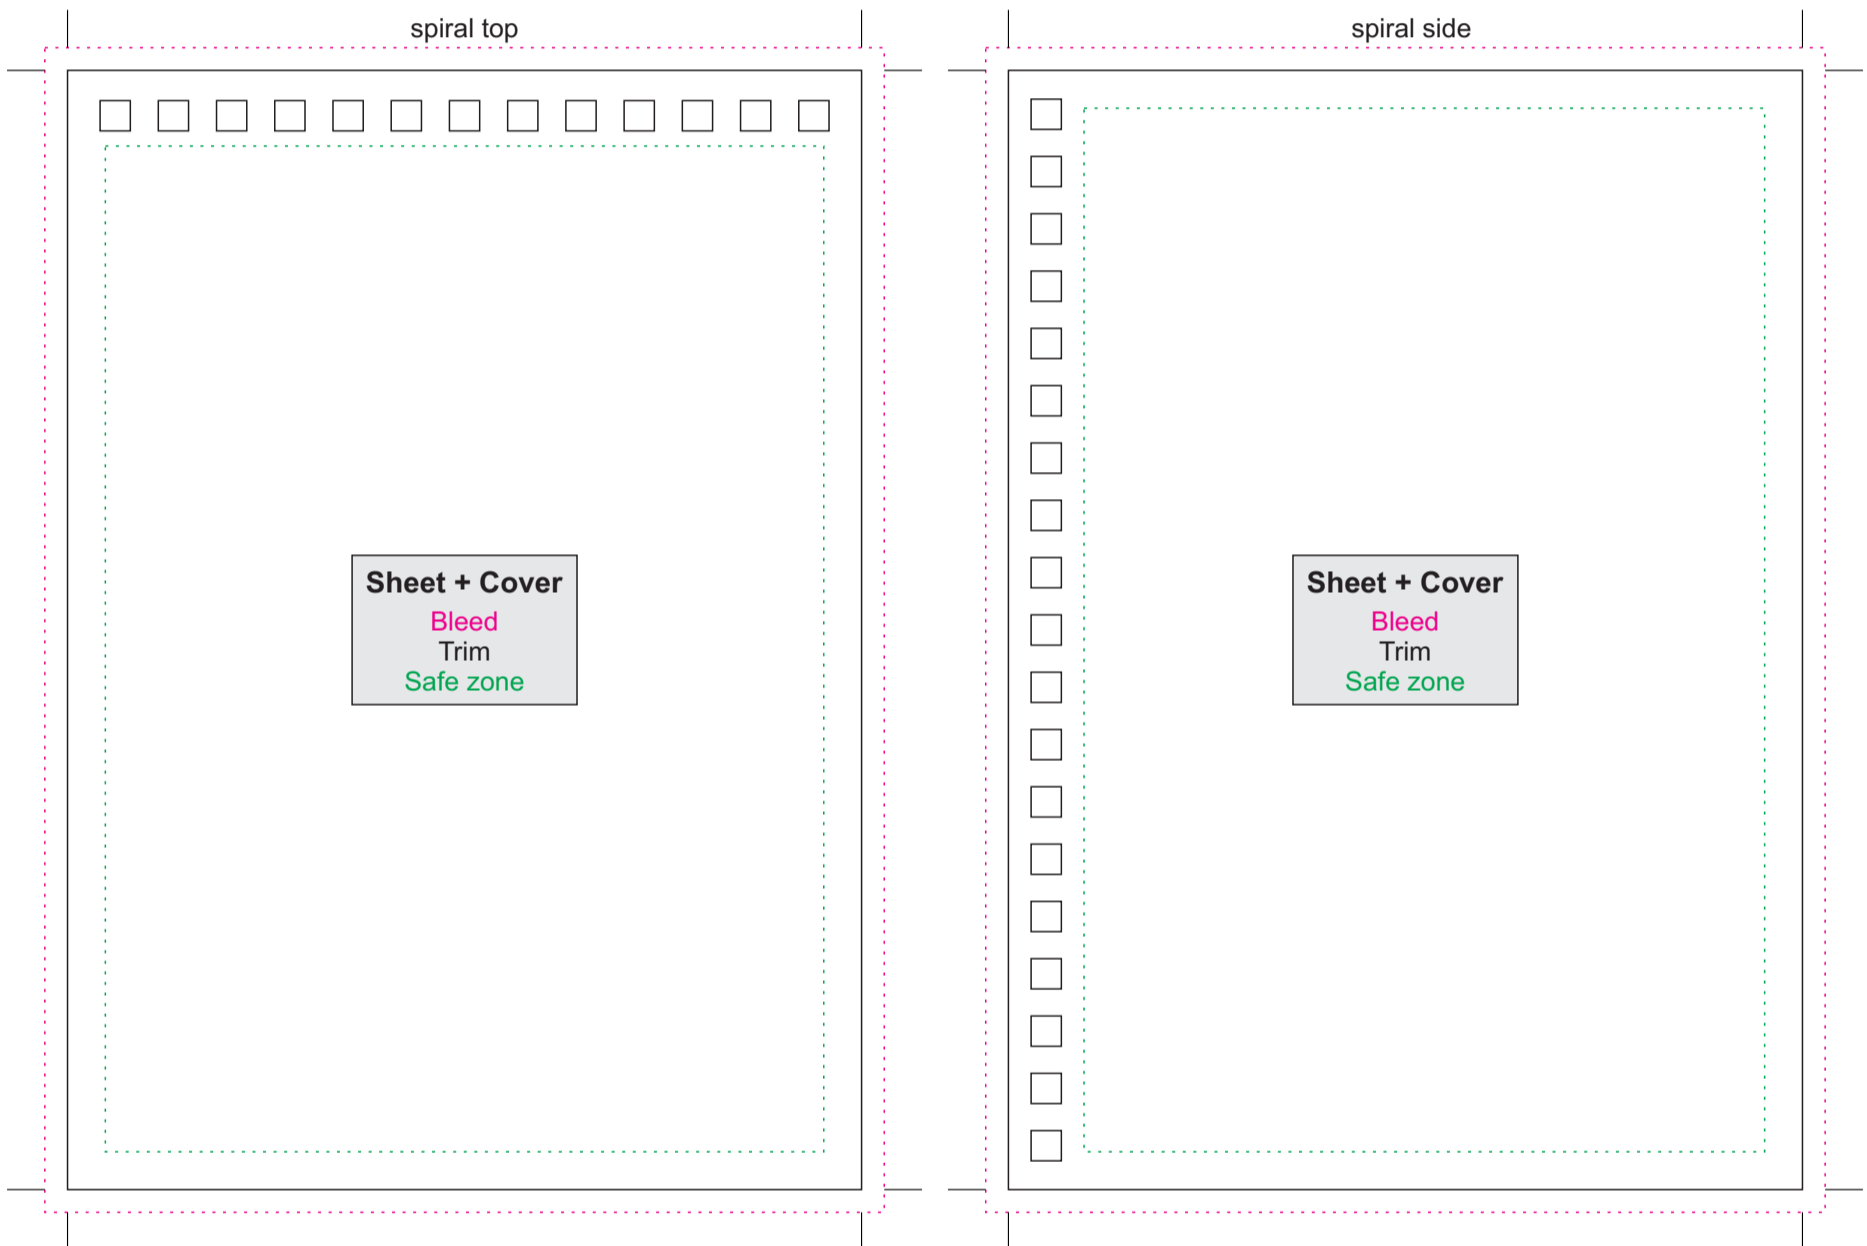 spiral top
Sheet + Cover
Bleed
Trim
Safe zone
spiral side
Sheet + Cover
Bleed
Trim
Safe zone